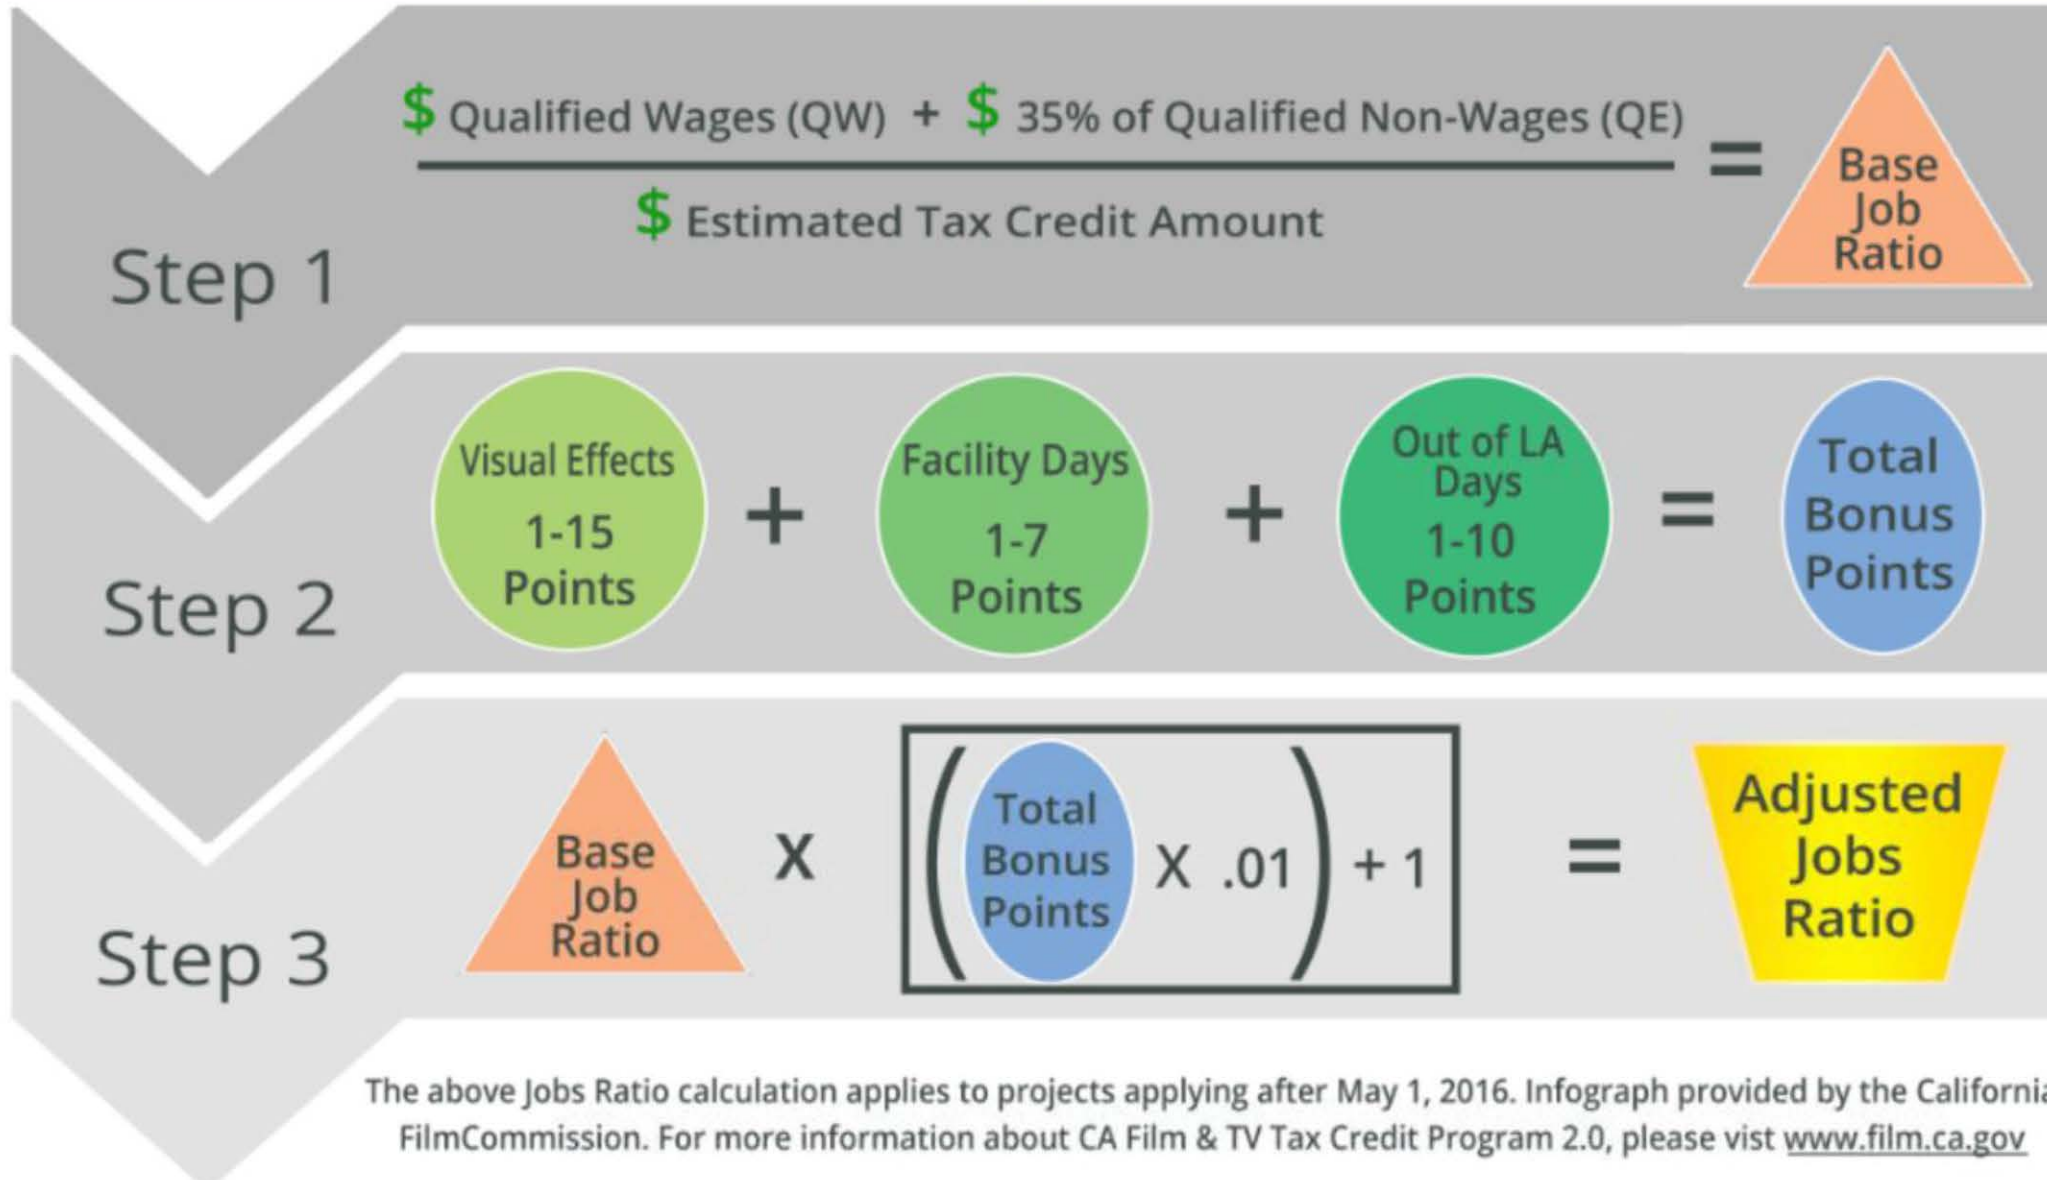 $ Qualified Wages (QW) + $ 35% of Qualified Non-Wages (QE)
$ Estimated Tax Credit Amount
=
Base
Job
Ratio
Step 1
Visual Effects
1-15
Points
+
Facility Days
1-7
Points
+
Out of LA
Days
1-10
Points
=
Total
Bonus
Points
Step 2
Base
Job
Ratio
X
(
Total
Bonus
Points
X .01 ) + 1
=
Adjusted
Jobs
Ratio
Step 3
The above Jobs Ratio calculation applies to projects applying after May 1, 2016. Infograph provided by the California
FilmCommission. For more information about CA Film & TV Tax Credit Program 2.0, please vist www.film.ca.gov